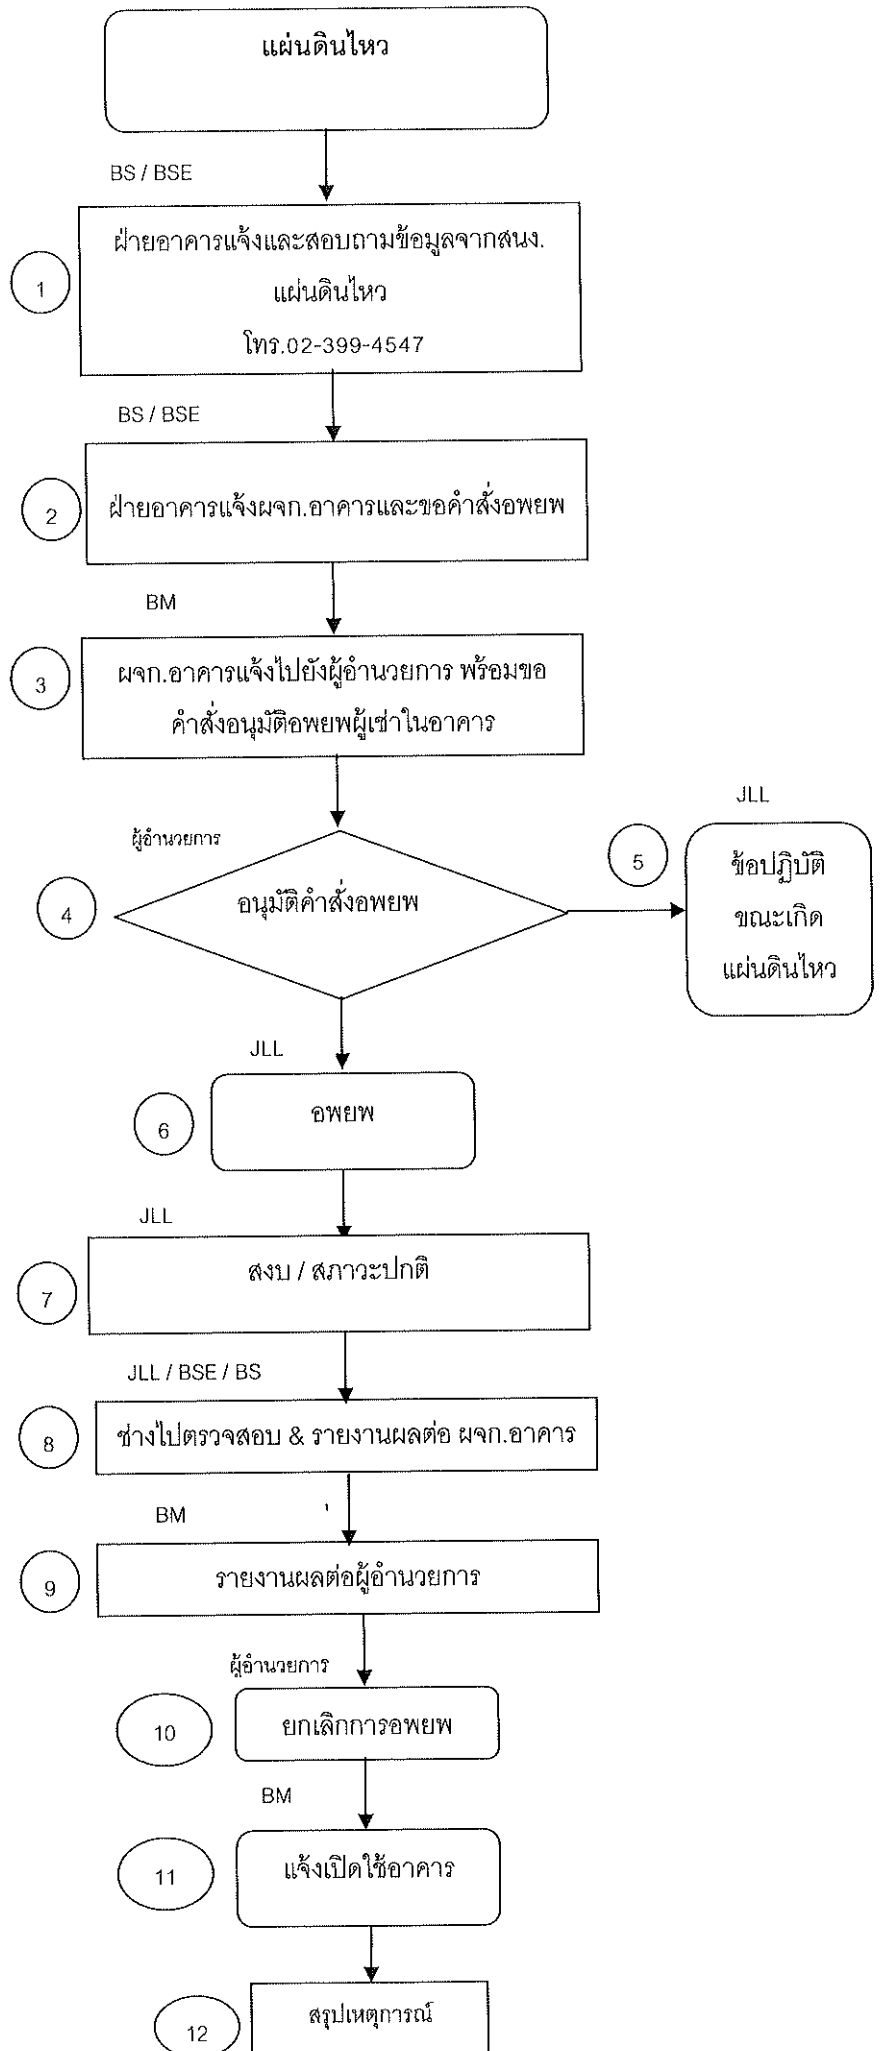 แผ่นดินไหว
BS / BSE
1
ฝ่ายอาคารแจ้งและสอบถามข้อมูลจากสนง.
แผ่นดินไหว
โทร.02-399-4547
BS / BSE
2
ฝ่ายอาคารแจ้งผจก.อาคารและขอคำสั่งอพยพ
BM
3
ผจก.อาคารแจ้งไปยังผู้อำนวยการ พร้อมขอ
คำสั่งอนุมัติอพยพผู้เช่าในอาคาร
ผู้อำนวยการ
4
อนุมัติคำสั่งอพยพ
JLL
5
ข้อปฏิบัติ
ขณะเกิด
แผ่นดินไหว
JLL
6
อพยพ
JLL
7
สงบ / สภาวะปกติ
JLL / BSE / BS
8
ช่างไปตรวจสอบ & รายงานผลต่อ ผจก.อาคาร
BM
9
รายงานผลต่อผู้อำนวยการ
ผู้อำนวยการ
10
ยกเลิกการอพยพ
BM
11
แจ้งเปิดใช้อาคาร
12
สรุปเหตุการณ์